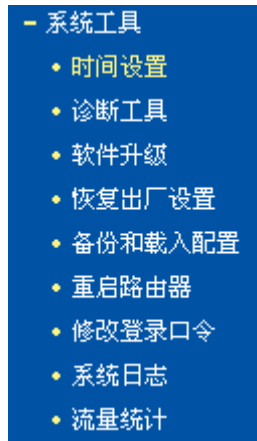 − 系统工具
• 时间设置
• 诊断工具
• 软件升级
• 恢复出厂设置
• 备份和载入配置
• 重启路由器
• 修改登录口令
• 系统日志
• 流量统计